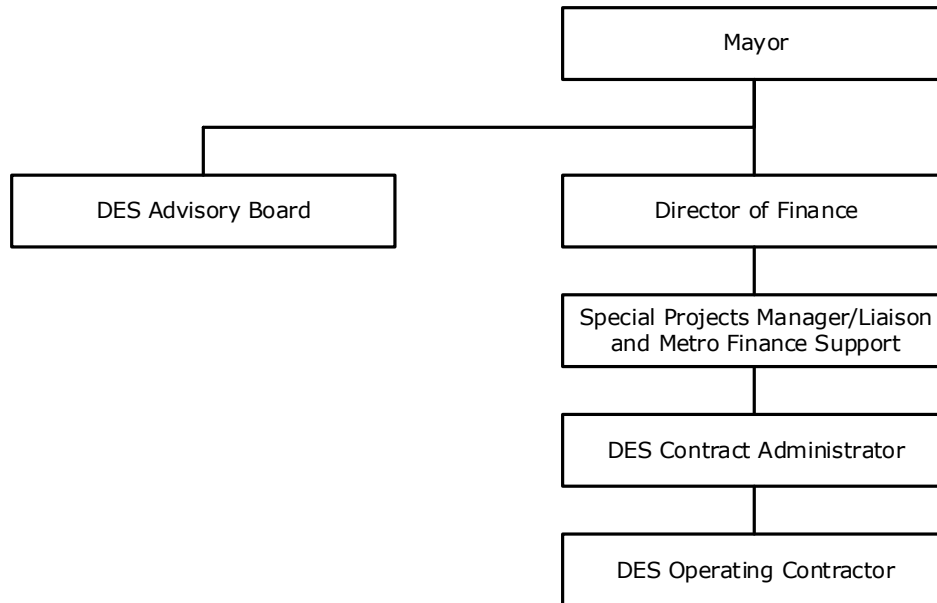 Mayor
DES Advisory Board
Director of Finance
Special Projects Manager/Liaison
and Metro Finance Support
DES Contract Administrator
DES Operating Contractor